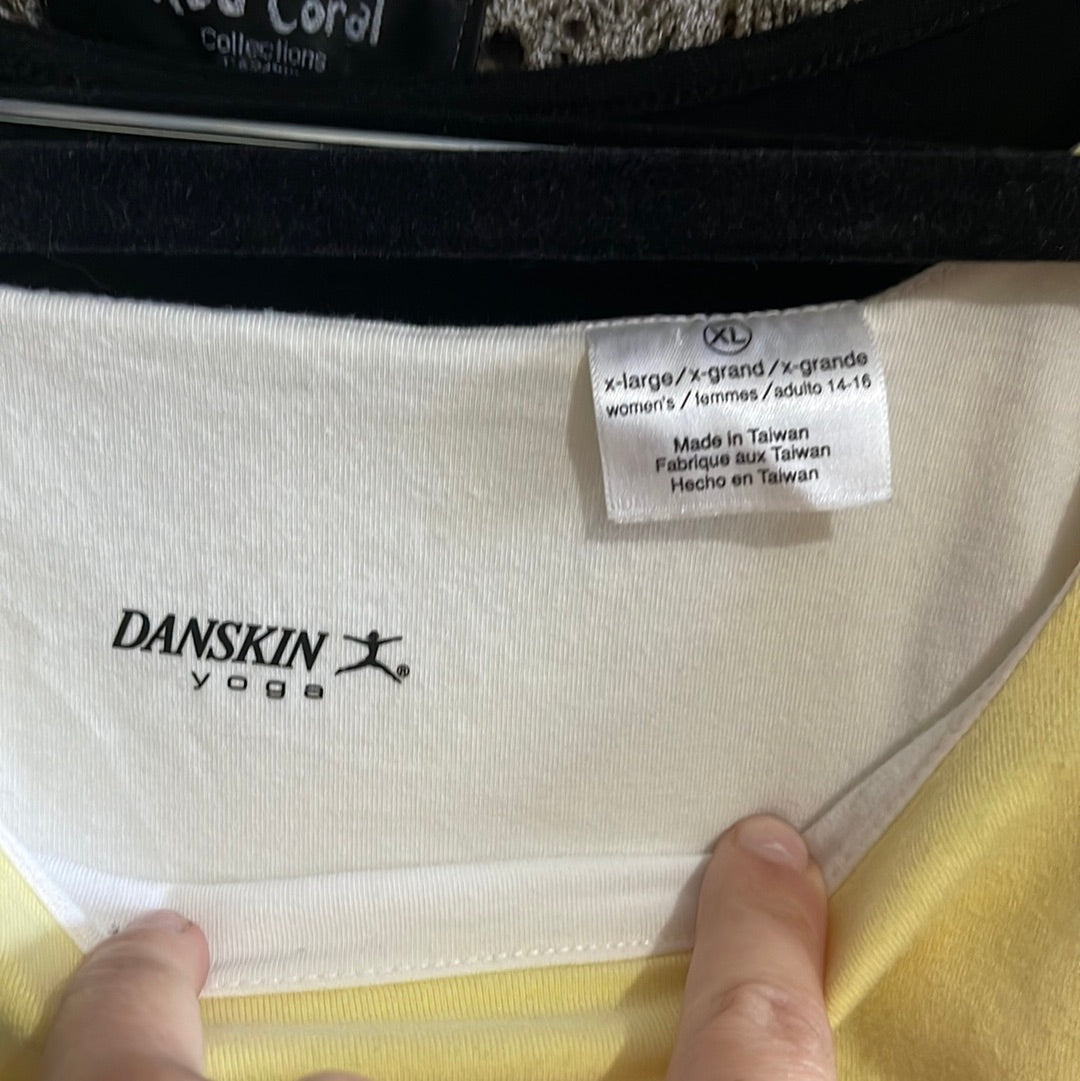 Coral
Collections
XL
x-large/x-grand/x-grande
women's/femmes/adulto 14-16
Made in Taiwan
Fabrique aux Taiwan
Hecho en Taiwan
DANSKIN ®
yoga